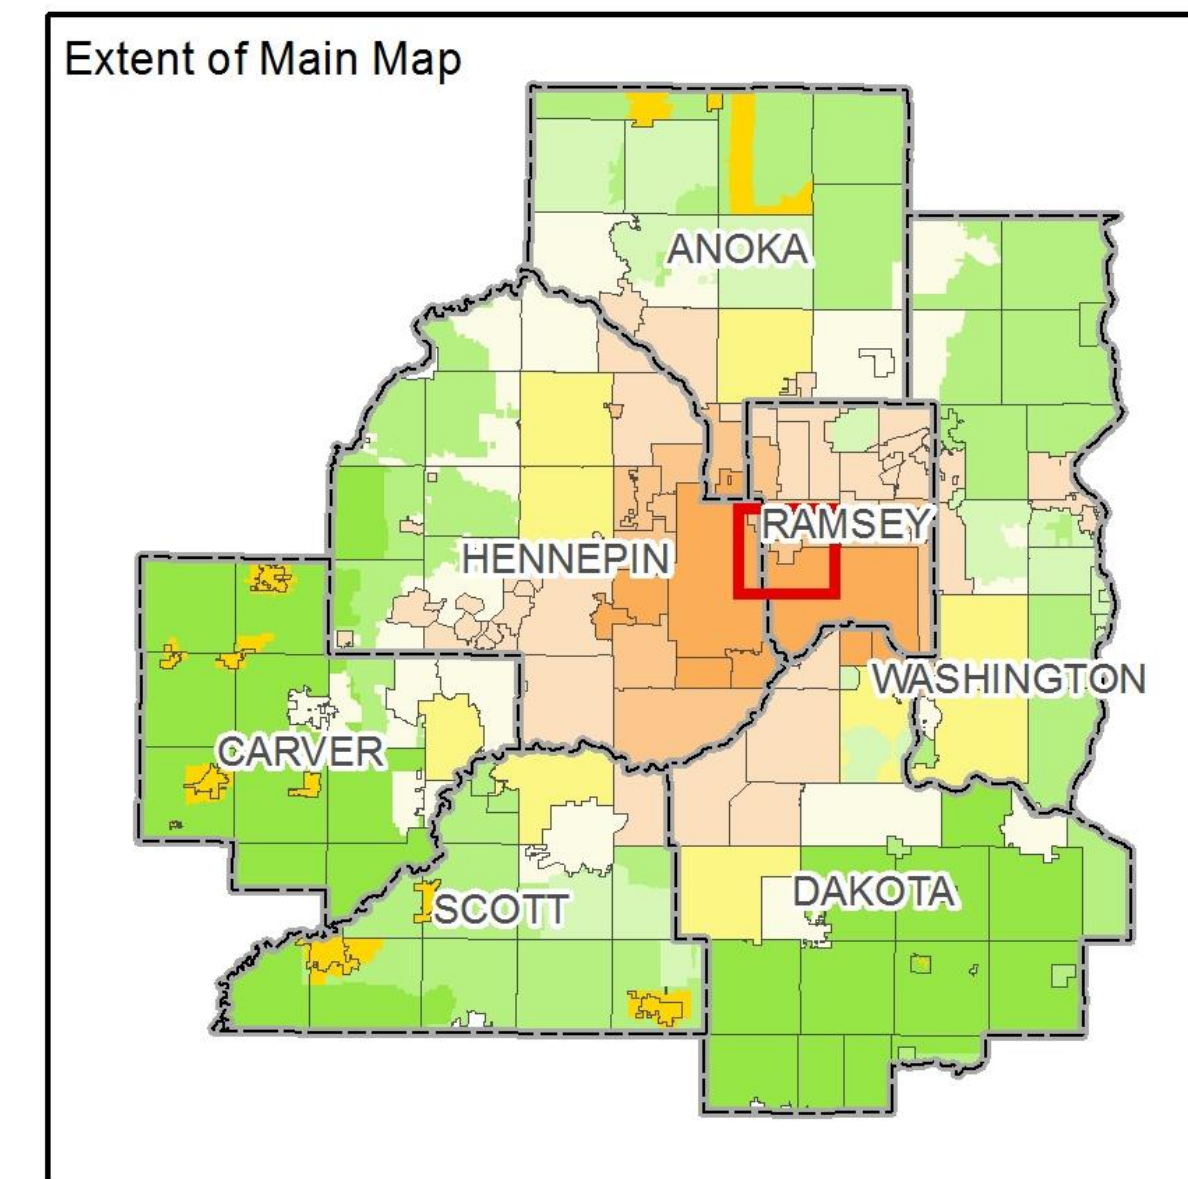 Extent of Main Map
ANOKA
RAMSEY
HENNEPIN
WASHINGTON
CARVER
DAKOTA
SCOTT